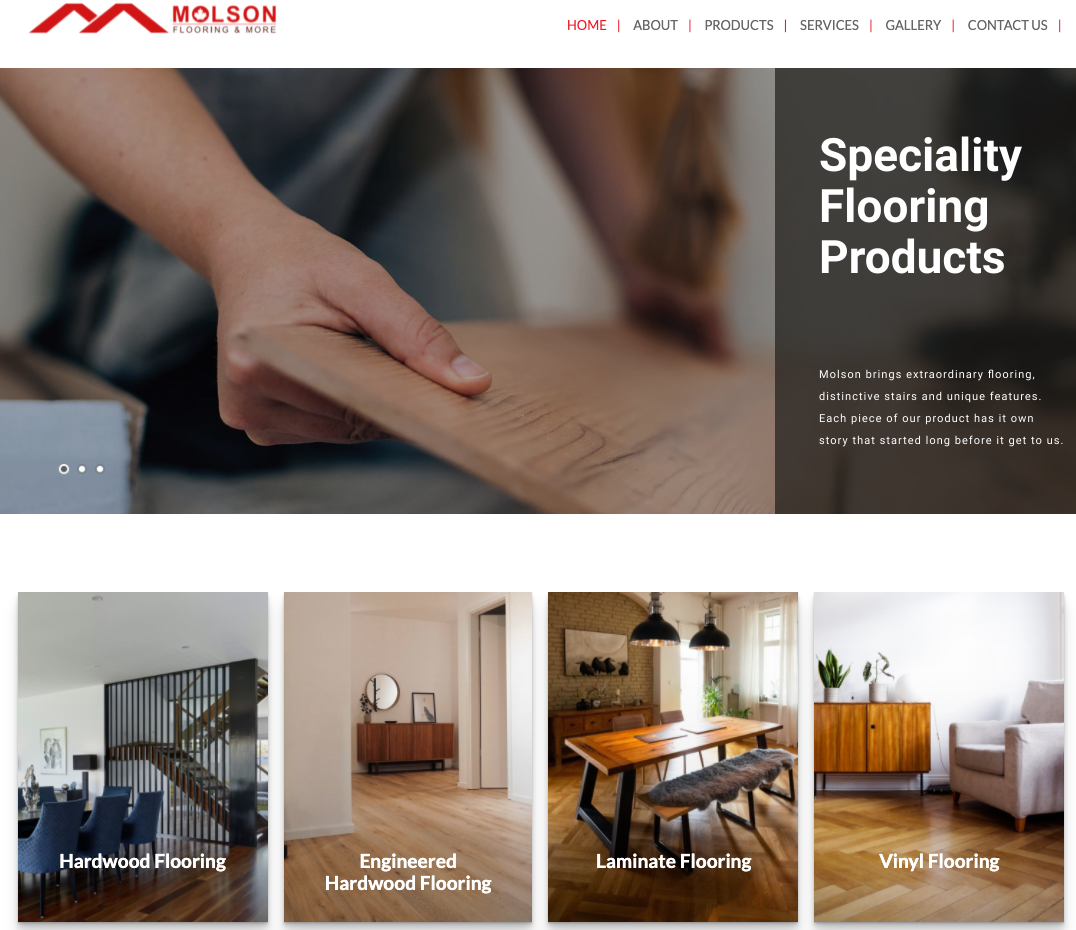 MOLSON
FLOORING & MORE
HOME | ABOUT | PRODUCTS | SERVICES | GALLERY | CONTACT US |
Speciality
Flooring
Products
Molson brings extraordinary flooring,
distinctive stairs and unique features.
Each piece of our product has it own
story that started long before it get to us.
Hardwood Flooring
Engineered
Hardwood Flooring
Laminate Flooring
Vinyl Flooring